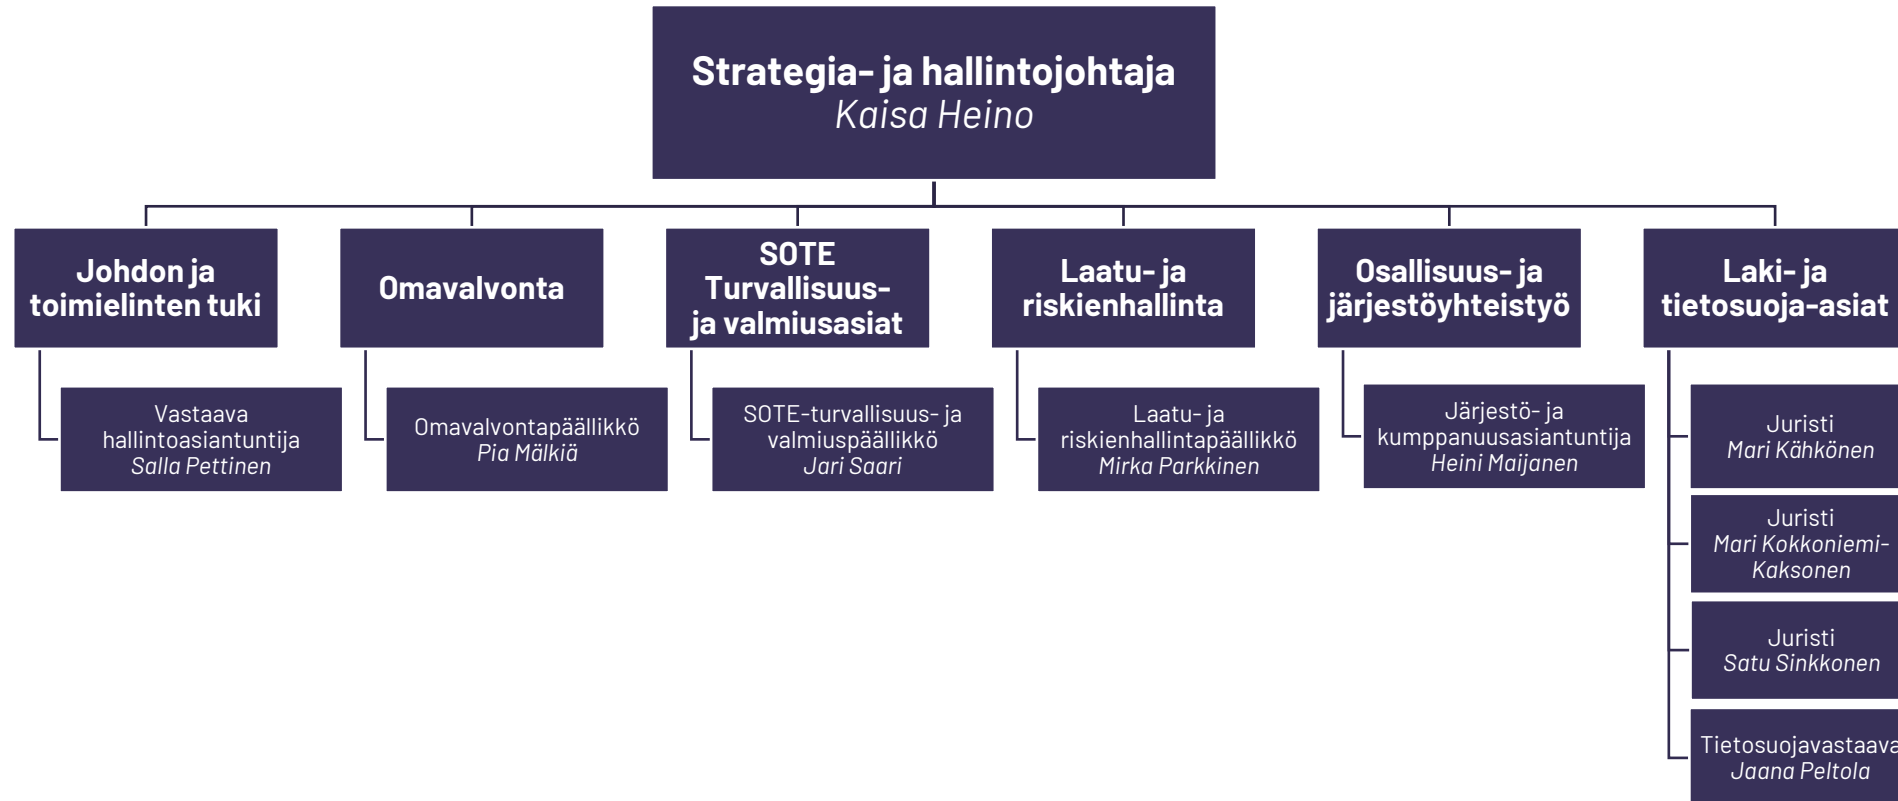 Strategia- ja hallintojohtaja
Kaisa Heino
Johdon ja
toimielinten tuki
Omavalvonta
SOTE
Turvallisuus-
ja valmiusasiat
Laatu- ja
riskienhallinta
Osallisuus- ja
järjestöyhteistyö
Laki- ja
tietosuoja-asiat
Vastaava
hallintoasiantuntija
Salla Pettinen
Omavalvontapäällikkö
Pia Mälkiä
SOTE-turvallisuus- ja
valmiuspäällikkö
Jari Saari
Laatu- ja
riskienhallintapäällikkö
Mirka Parkkinen
Järjestö- ja
kumppanuusasiantuntija
Heini Maijanen
Juristi
Mari Kähkönen
Juristi
Mari Kokkoniemi-
Kaksonen
Juristi
Satu Sinkkonen
Tietosuojavastaava
Jaana Peltola